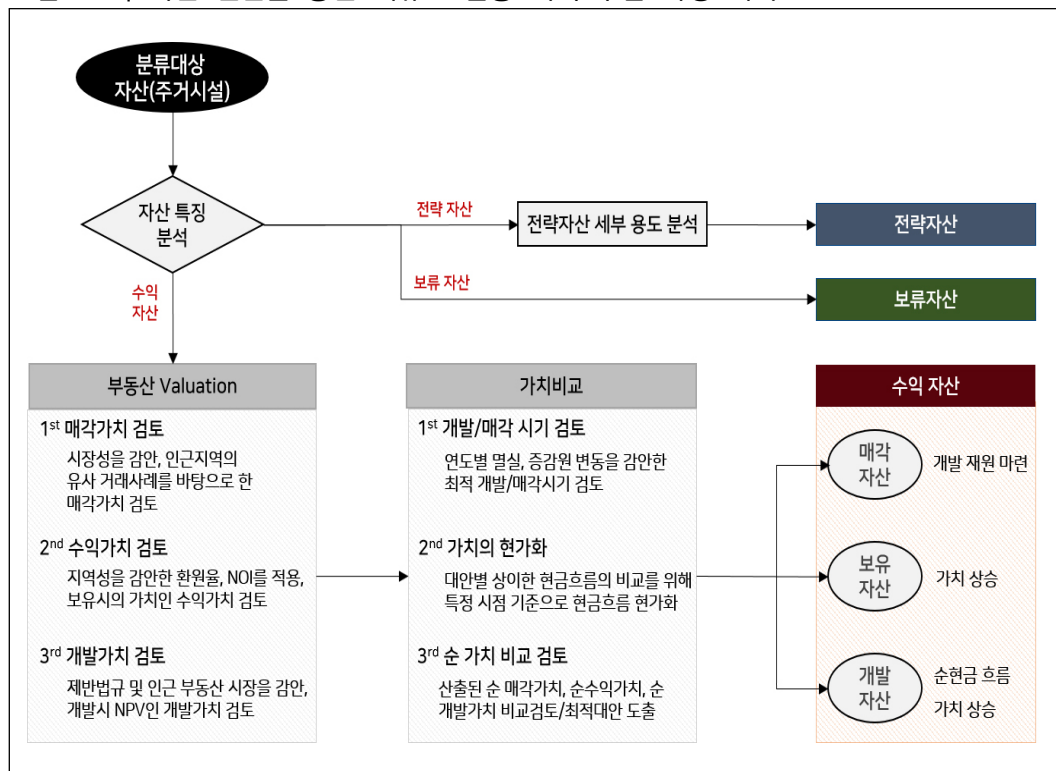 분류대상
자산(주거시설)
자산 특징
분석
전략 자산
전략자산 세부 용도 분석
전략자산
보류 자산
보류자산
수익
자산
부동산 Valuation
1st 매각가치 검토
시장성을 감안, 인근지역의
유사 거래사례를 바탕으로 한
매각가치 검토
2nd 수익가치 검토
지역성을 감안한 환원율, NOI를 적용,
보유시의 가치인 수익가치 검토
3rd 개발가치 검토
제반법규 및 인근 부동산 시장을 감안,
개발시 NPV인 개발가치 검토
가치비교
1st 개발/매각 시기 검토
연도별 멸실, 증감원 변동을 감안한
최적 개발/매각시기 검토
2nd 가치의 현가화
대안별 상이한 현금흐름의 비교를 위해
특정 시점 기준으로 현금흐름 현가화
3rd 순 가치 비교 검토
산출된 순 매각가치, 순수익가치, 순
개발가치 비교검토/최적대안 도출
수익 자산
매각
자산
개발 재원 마련
보유
자산
가치 상승
개발
자산
순현금 흐름
가치 상승